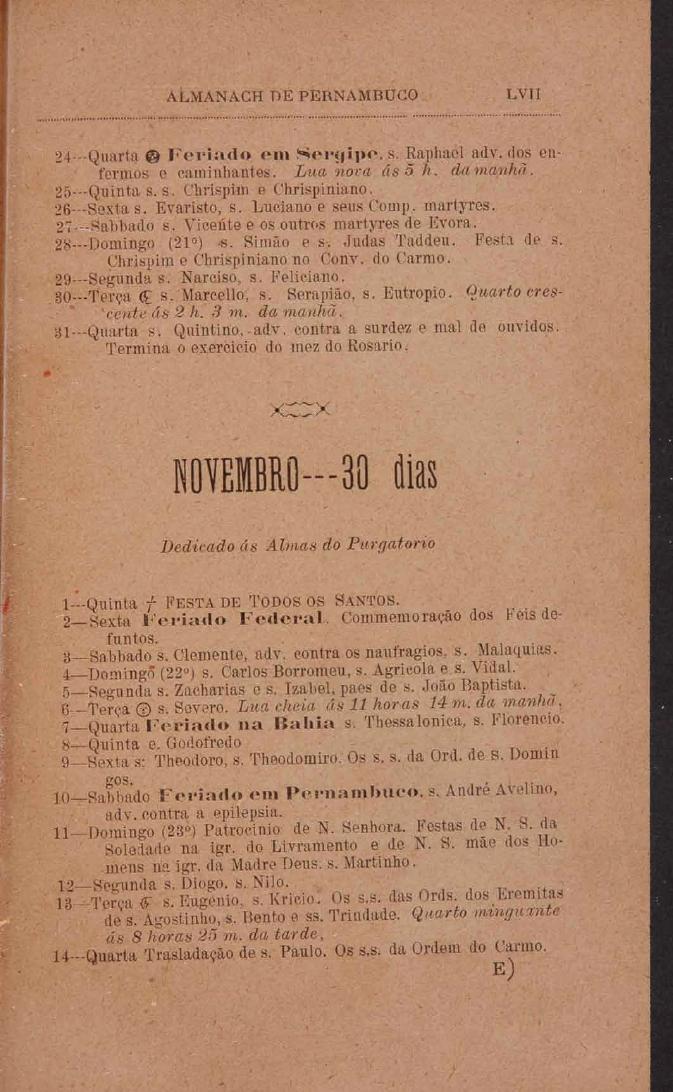 ALMANACH DE PERNAMBUCO LVII
24---Quarta Feriado em Sergipe, s. Raphael adv. dos en-
fermos e caminhantes. Lua nova ás 5 h. da manhã.
25---Quinta s. s. Chrispim e Chrispiniano.
26---Sexta s. Evaristo, s. Luciano e seus Comp. martyres.
27---Sabbado s. Vicente e os outros martyres de Evora.
28---Domingo (21º) s. Simão e s. Judas Taddeu. Festa de s.
Chrispim e Chrispiniano no Conv. do Carmo.
29---Segunda s. Narciso, s. Feliciano.
30---Terça s. Marcello, s. Serapião, s. Eutropio. Quarto cres-
cente ás 2 h. 3 m. da manhã.
31---Quarta s. Quintino, adv. contra a surdez e mal de ouvidos.
Termina o exercicio do mez do Rosario.
NOVEMBRO---30 dias
Dedicado ás Almas do Purgatorio
1---Quinta † FESTA DE TODOS OS SANTOS.
2—Sexta Feriado Federal. Commemoração dos Feis de-
funtos.
3—Sabbado s. Clemente, adv. contra os naufragios, s. Malaquias.
4—Domingo (22º) s. Carlos Borromeu, s. Agricola e s. Vidal.
5—Segunda s. Zacharias e s. Izabel, paes de s. João Baptista.
6—Terça s. Severo. Lua cheia ás 11 horas 14 m. da manhã.
7—Quarta Feriado na Bahia s. Thessalonica, s. Florencio.
8—Quinta e. Godofredo
9—Sexta s: Theodoro, s. Theodomiro. Os s. s. da Ord. de s. Domin
gos.
10—Sabbado Feriado em Pernambuco, s. André Avelino,
adv. contra a epilepsia.
11—Domingo (23º) Patrocinio de N. Senhora. Festas de N. S. da
Soledade na igr. do Livramento e de N. S. mãe dos Ho-
mens na igr. da Madre Deus. s. Martinho.
12—Segunda s. Diogo, s. Nilo.
13—Terça s. Eugenio, s. Kricio. Os s.s. das Ords. dos Eremitas
de s. Agostinho, s. Bento e ss. Trindade. Quarto minguante
ás 8 horas 25 m. da tarde.
14---Quarta Trasladação de s. Paulo. Os s.s. da Ordem do Carmo.
E)